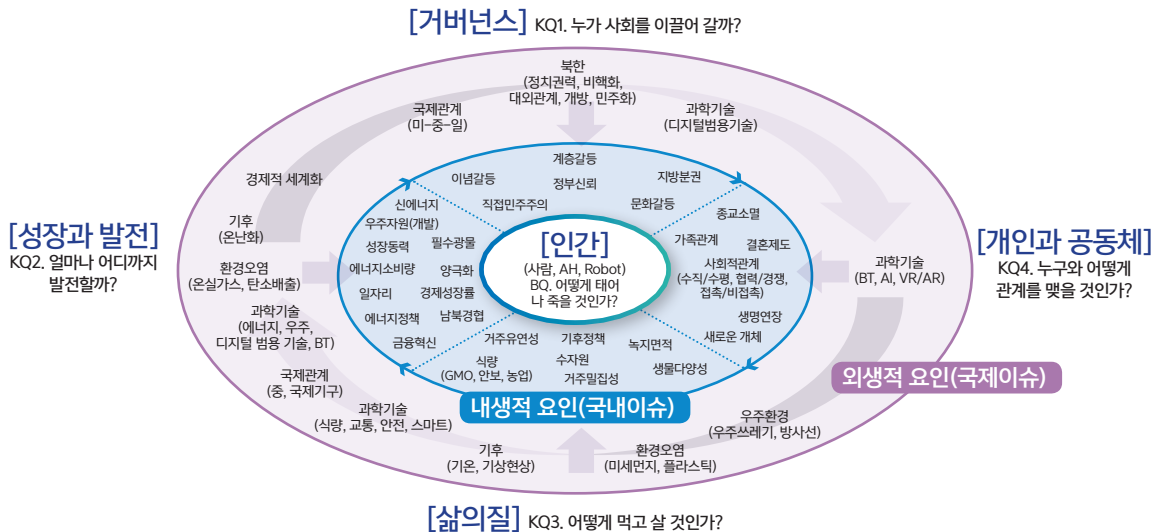 [거버넌스] KQ1. 누가 사회를 이끌어 갈까?
북한
(정치권력, 비핵화,
대외관계, 개방, 민주화)
국제관계
(미-중-일)
과학기술
(디지털범용기술)
경제적 세계화
기후
(온난화)
환경오염
(온실가스, 탄소배출)
과학기술
(에너지, 우주,
디지털 범용 기술, BT)
국제관계
(중, 국제기구)
과학기술
(식량, 교통, 안전, 스마트)
기후
(기온, 기상현상)
환경오염
(미세먼지, 플라스틱)
우주환경
(우주쓰레기, 방사선)
과학기술
(BT, AI, VR/AR)
[성장과 발전]
KQ2. 얼마나 어디까지
발전할까?
[개인과 공동체]
KQ4. 누구와 어떻게
관계를 맺을 것인가?
계층갈등
이념갈등
정부신뢰
지방분권
직접민주주의
문화갈등
신에너지
우주자원(개발)
성장동력
필수광물
에너지소비량
양극화
일자리
경제성장률
에너지정책
남북경협
금융혁신
종교소멸
가족관계
결혼제도
사회적관계
(수직/수평, 협력/경쟁,
접촉/비접촉)
생명연장
새로운 개체
[인간]
(사람, AH, Robot)
BQ. 어떻게 태어
나 죽을 것인가?
거주유연성
기후정책
녹지면적
식량
(GMO, 안보, 농업)
수자원
거주밀집성
생물다양성
내생적 요인(국내이슈)
외생적 요인(국제이슈)
[삶의질] KQ3. 어떻게 먹고 살 것인가?